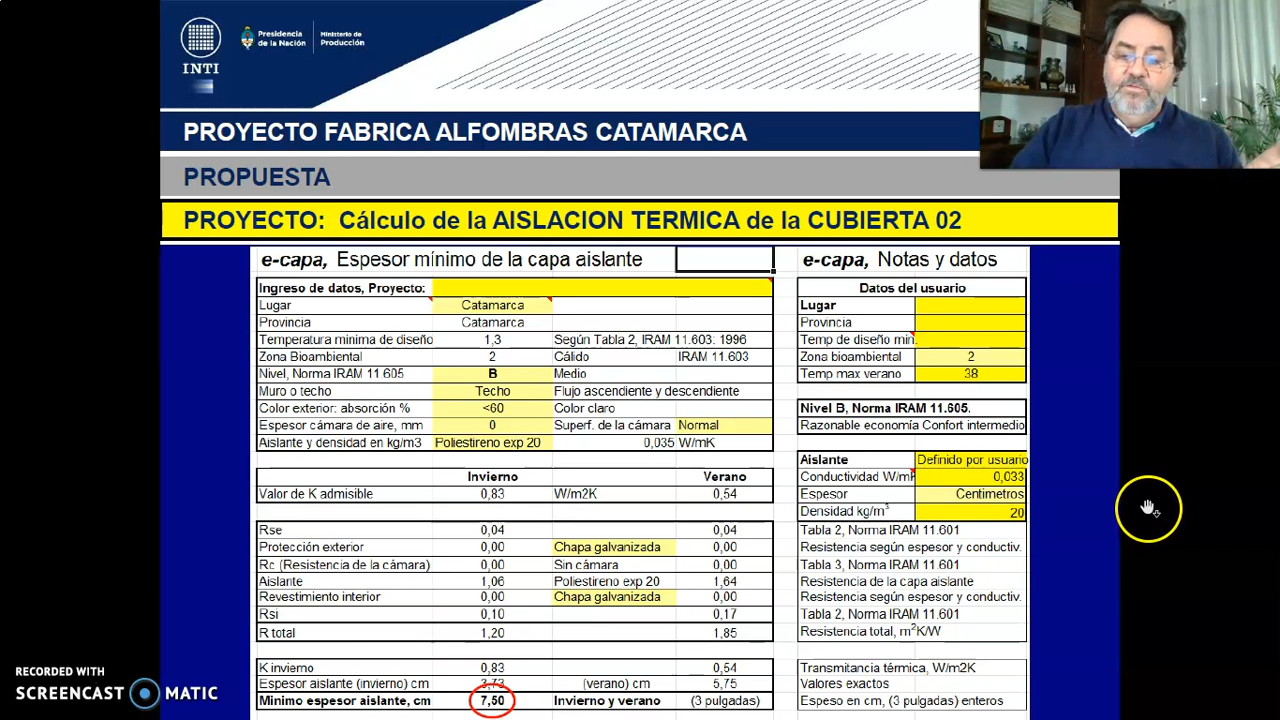 INTI
Presidencia de la Nación
Ministerio de Producción
PROYECTO FABRICA ALFOMBRAS CATAMARCA
PROPUESTA
PROYECTO: Cálculo de la AISLACION TERMICA de la CUBIERTA 02
e-capa, Espesor mínimo de la capa aislante
Ingreso de datos, Proyecto:
Lugar Catamarca
Provincia Catamarca
Temperatura minima de diseño 1,3 Según Tabla 2, IRAM 11.603: 1996
Zona Bioambiental 2 Cálido IRAM 11.603
Nivel, Norma IRAM 11.605 B Medio
Muro o techo Techo Flujo ascendiente y descendiente
Color exterior: absorción % <60 Color claro
Espesor cámara de aire, mm 0 Superf. de la cámara Normal
Aislante y densidad en kg/m3 Poliestireno exp 20 0,035 W/mK
Invierno Verano
Valor de K admisible 0,83 W/m2K 0,54
Rse 0,04 0,04
Protección exterior 0,00 Chapa galvanizada 0,00
Rc (Resistencia de la cámara) 0,00 Sin cámara 0,00
Aislante 1,06 Poliestireno exp 20 1,64
Revestimiento interior 0,00 Chapa galvanizada 0,00
Rsi 0,10 0,17
R total 1,20 1,85
K invierno 0,83 0,54
Espesor aislante (invierno) cm 3,73 (verano) cm 5,75
Minimo espesor aislante, cm 7,50 Invierno y verano (3 pulgadas)
e-capa, Notas y datos
Datos del usuario
Lugar
Provincia
Temp de diseño min.
Zona bioambiental 2
Temp max verano 38
Nivel B, Norma IRAM 11.605.
Razonable economía Confort intermedio
Aislante Definido por usuario
Conductividad W/mK 0,033
Espesor Centimetros
Densidad kg/m³ 20
Tabla 2, Norma IRAM 11.601
Resistencia según espesor y conductiv.
Tabla 3, Norma IRAM 11.601
Resistencia de la capa aislante
Resistencia según espesor y conductiv.
Tabla 2, Norma IRAM 11.601
Resistencia total, m²K/W
Transmitancia térmica, W/m2K
Valores exactos
Espeso en cm, (3 pulgadas) enteros
RECORDED WITH
SCREENCAST MATIC